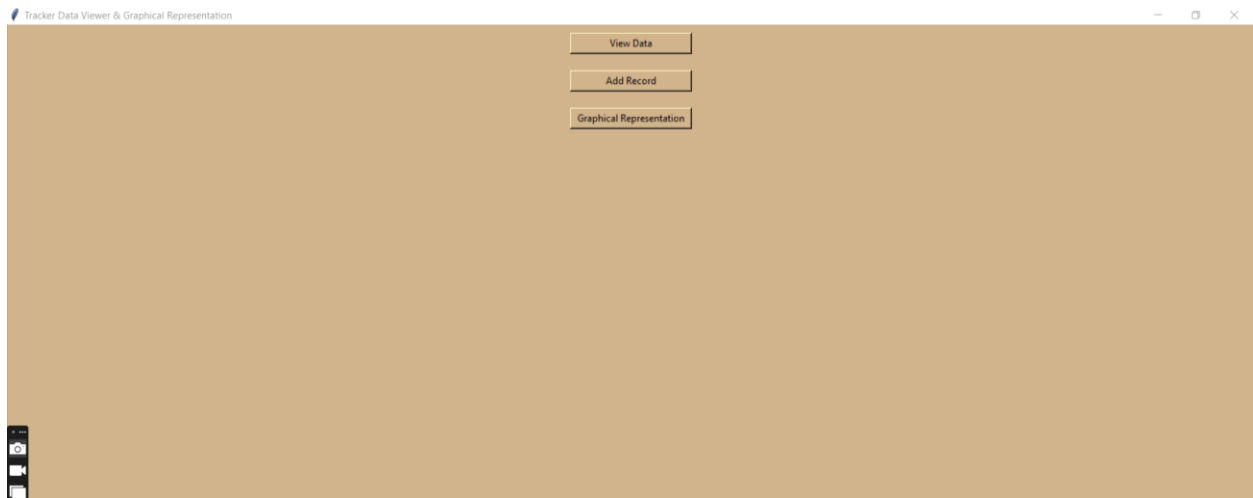 Tracker Data Viewer & Graphical Representation
View Data
Add Record
Graphical Representation